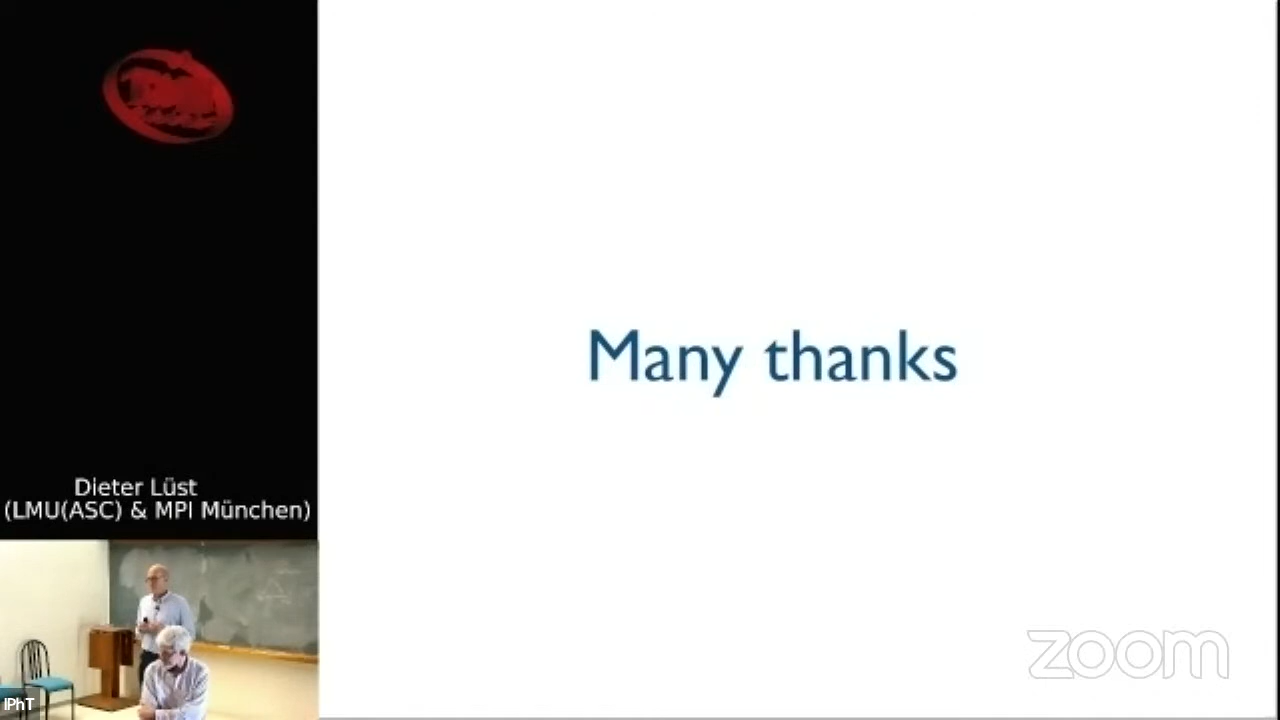 Dieter Lüst
(LMU(ASC) & MPI München)
IPhT
Many thanks
zoom